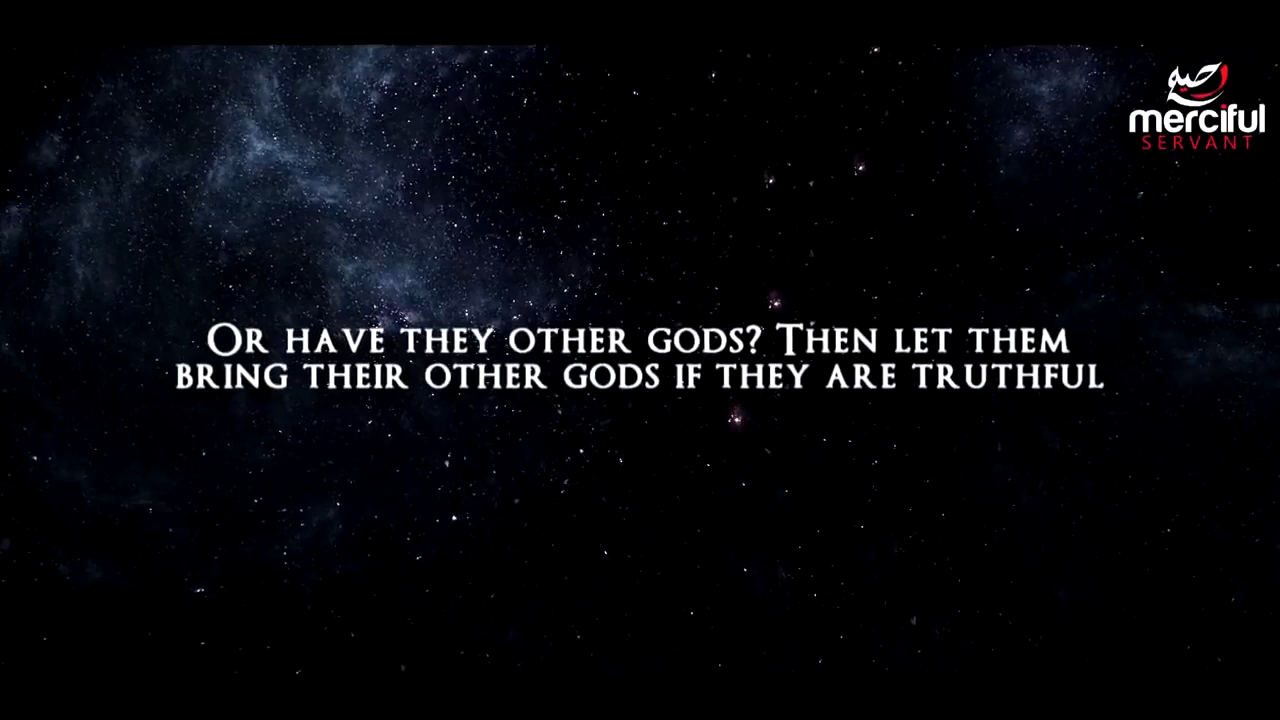 merciful
SERVANT
OR HAVE THEY OTHER GODS? THEN LET THEM
BRING THEIR OTHER GODS IF THEY ARE TRUTHFUL